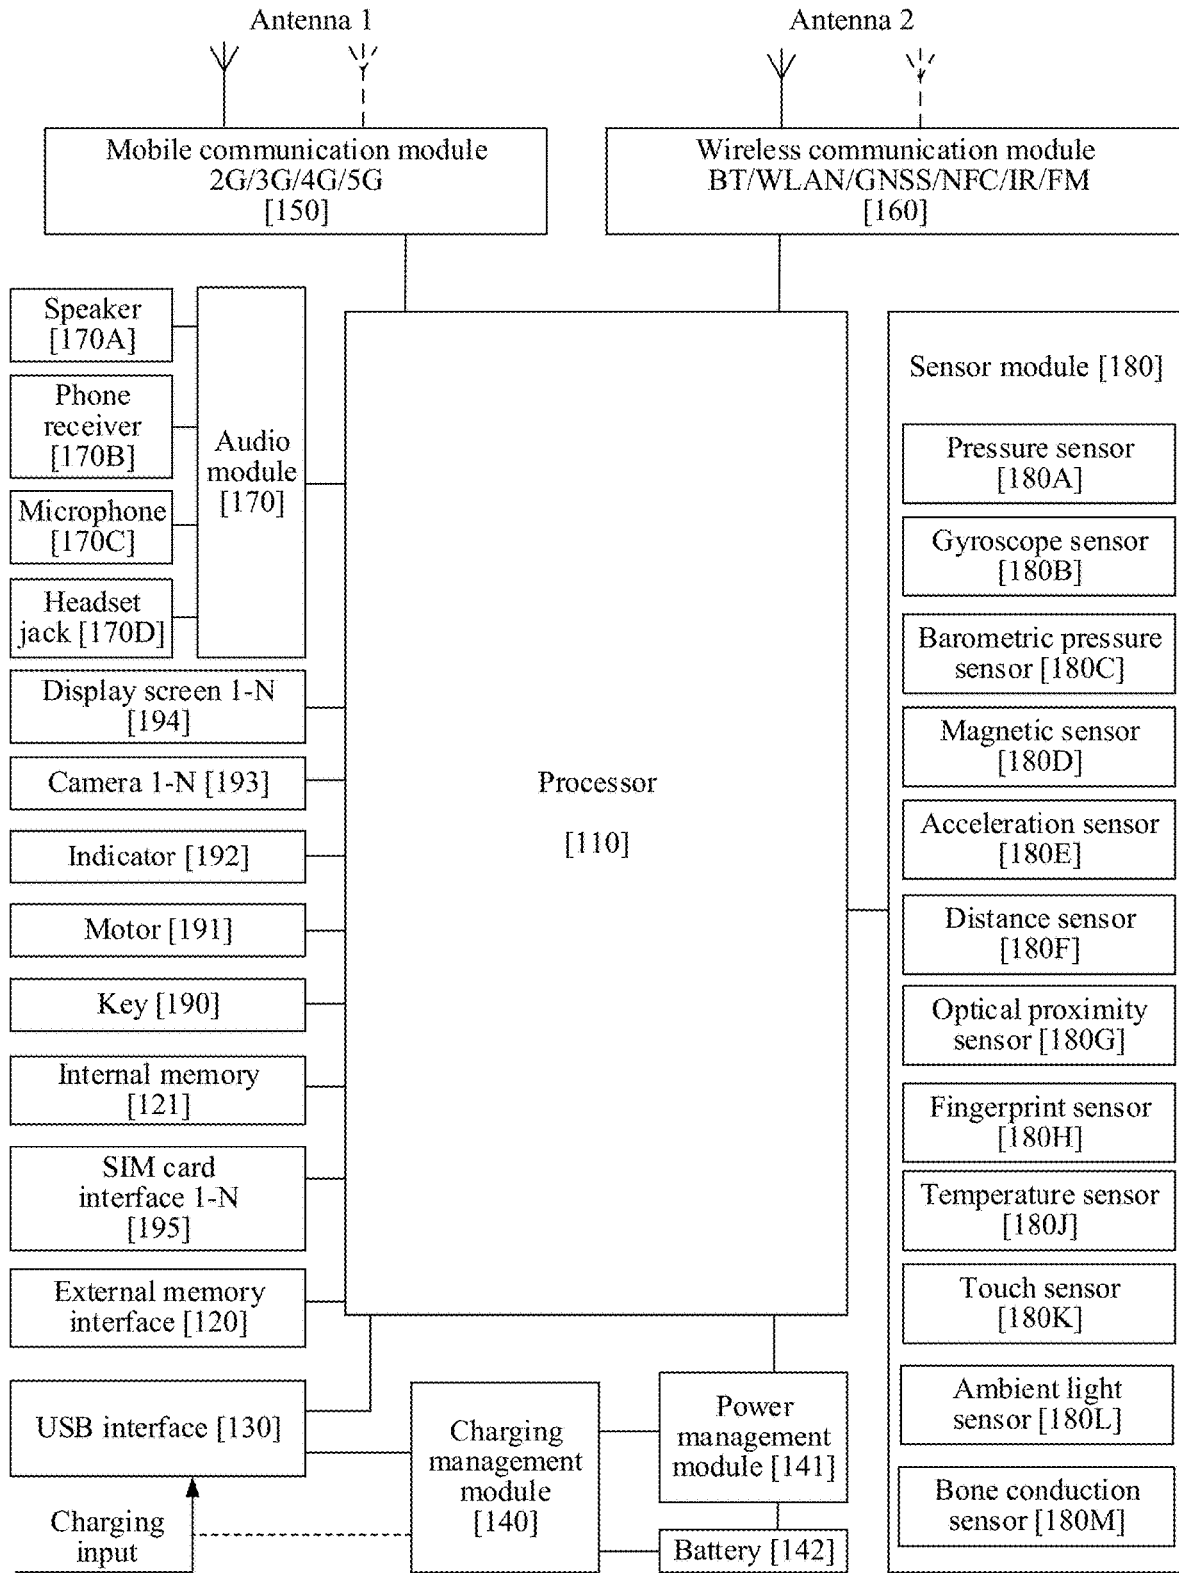 Antenna 1
Antenna 2
Mobile communication module
2G/3G/4G/5G
[150]
Wireless communication module
BT/WLAN/GNSS/NFC/IR/FM
[160]
Speaker
[170A]
Phone
receiver
[170B]
Microphone
[170C]
Headset
jack [170D]
Audio
module
[170]
Display screen 1-N
[194]
Camera 1-N [193]
Indicator [192]
Motor [191]
Key [190]
Internal memory
[121]
SIM card
interface 1-N
[195]
External memory
interface [120]
USB interface [130]
Charging
input
Processor
[110]
Charging
management
module
[140]
Power
management
module [141]
Battery [142]
Sensor module [180]
Pressure sensor
[180A]
Gyroscope sensor
[180B]
Barometric pressure
sensor [180C]
Magnetic sensor
[180D]
Acceleration sensor
[180E]
Distance sensor
[180F]
Optical proximity
sensor [180G]
Fingerprint sensor
[180H]
Temperature sensor
[180J]
Touch sensor
[180K]
Ambient light
sensor [180L]
Bone conduction
sensor [180M]